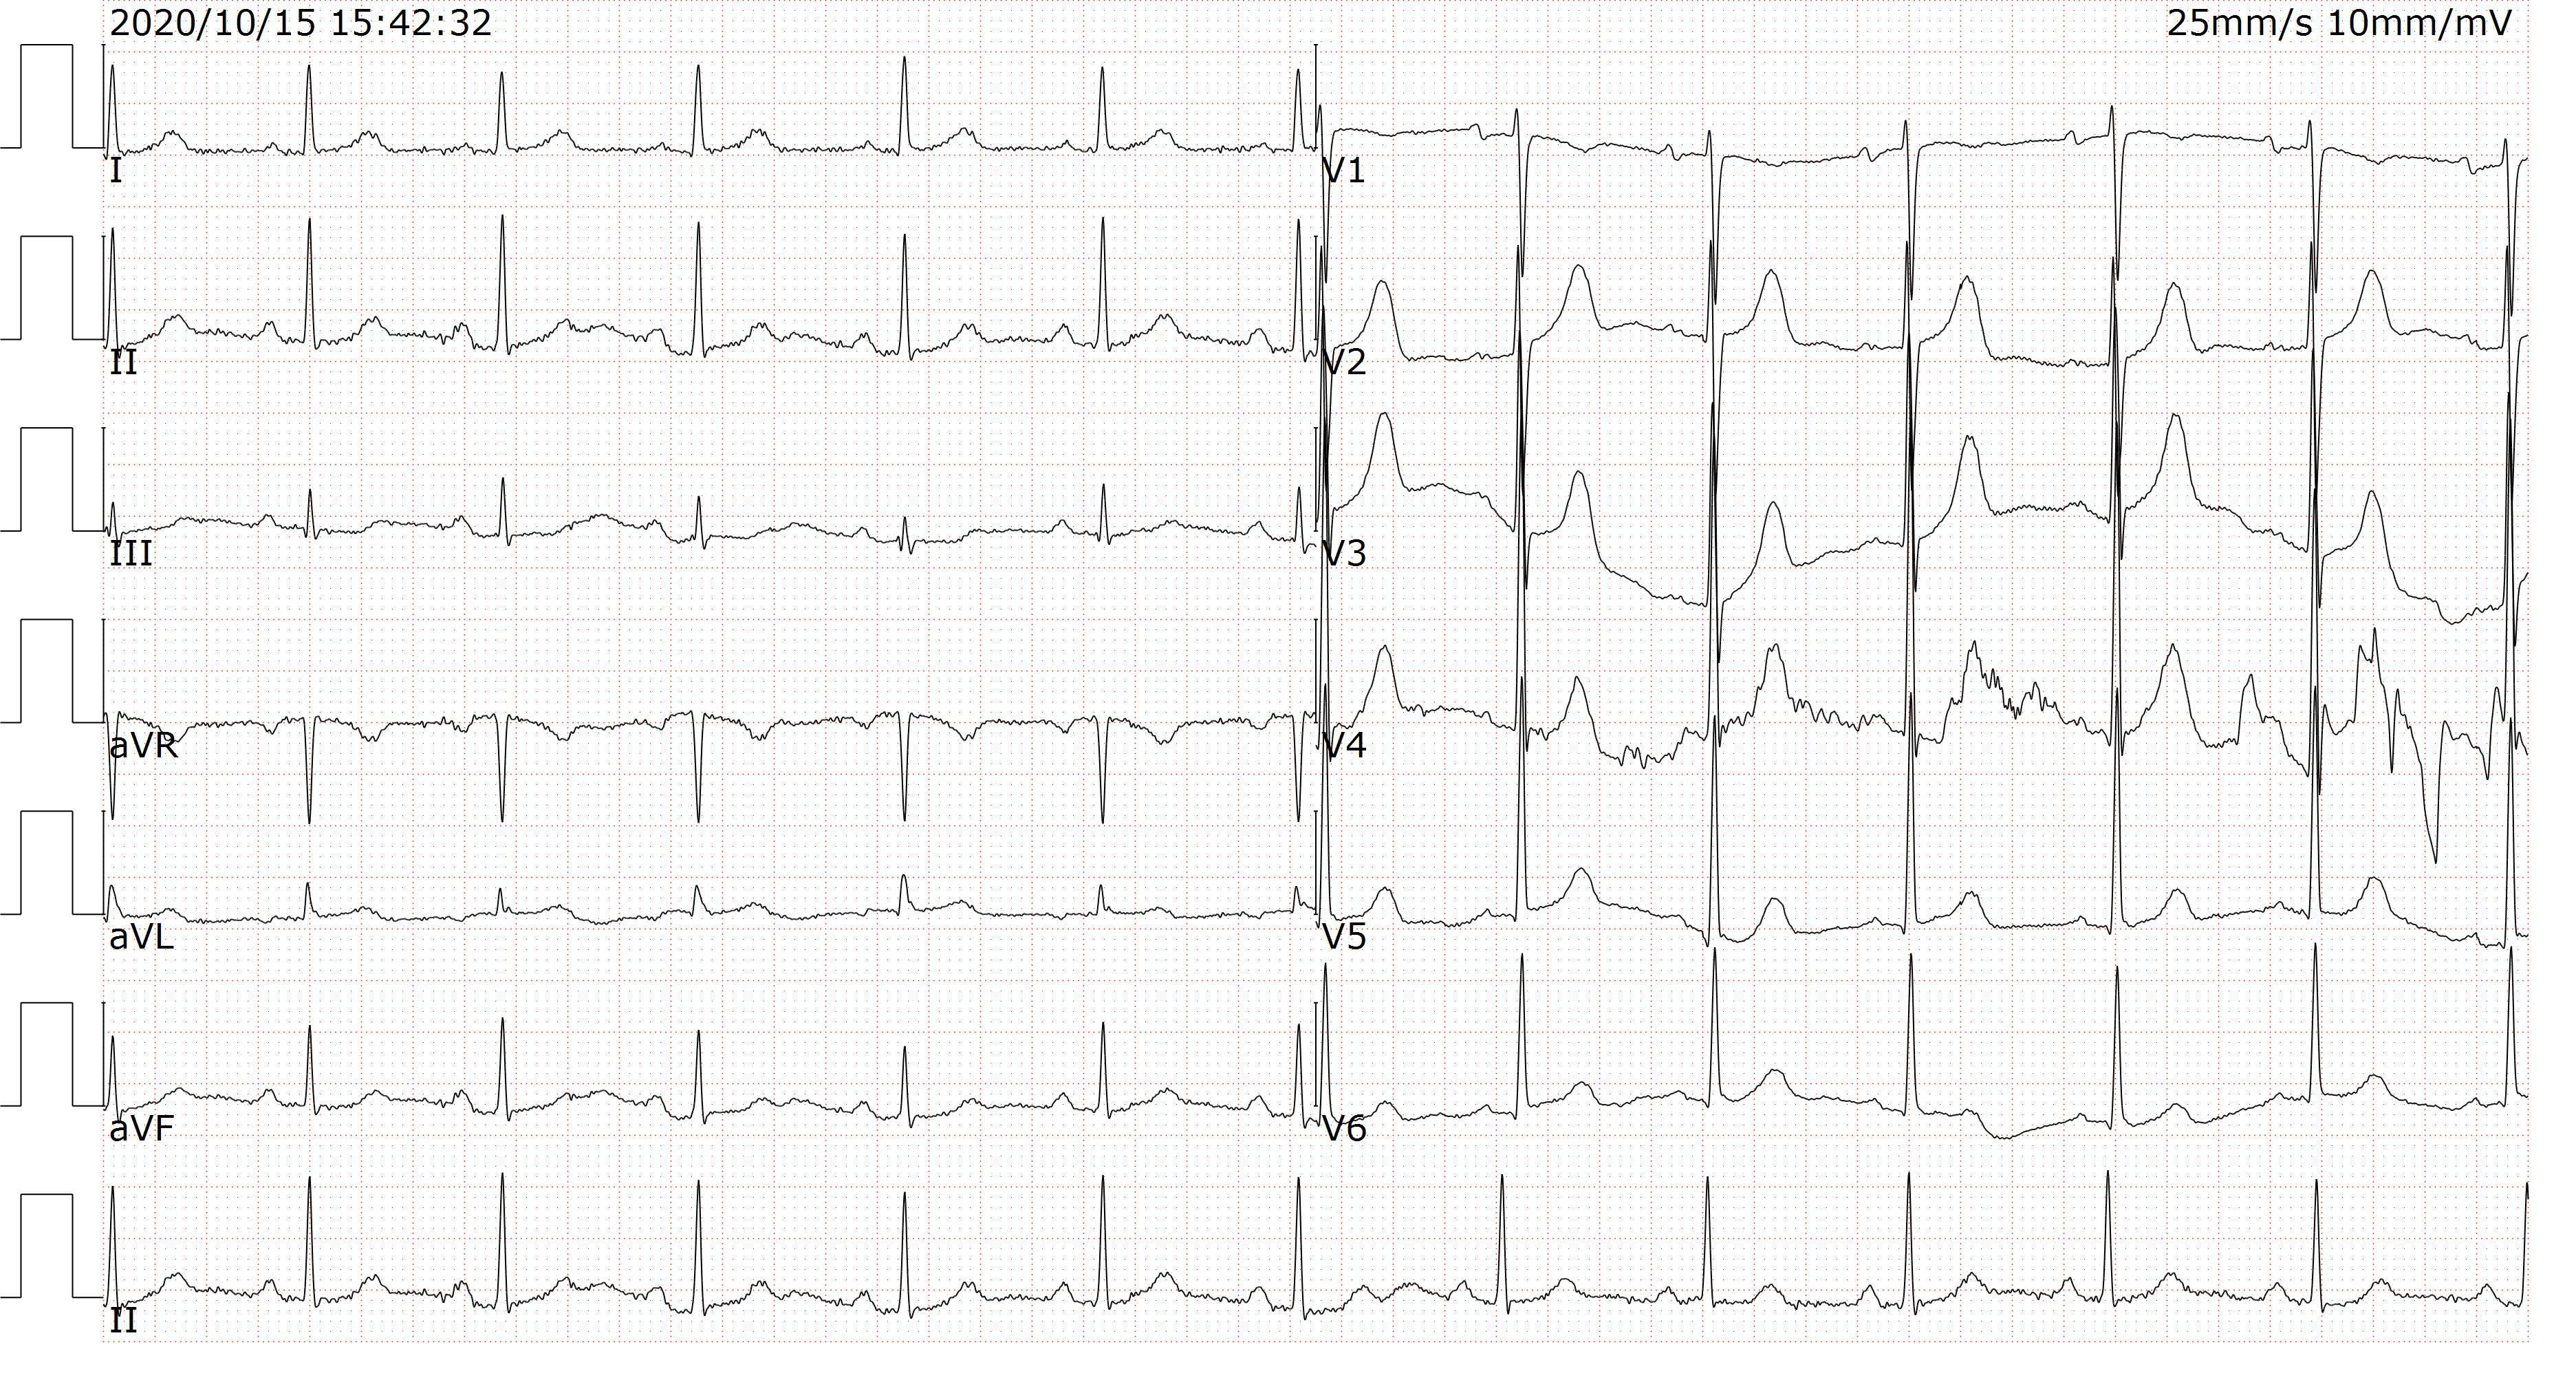 2020/10/15 15:42:32
25mm/s 10mm/mV
I
V1
II
V2
III
V3
aVR
V4
aVL
V5
aVF
V6
II